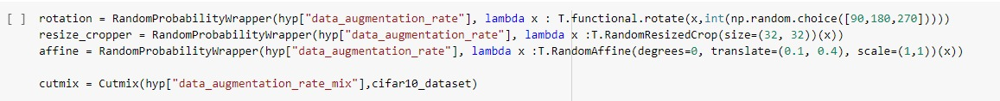 [ ] rotation = RandomProbabilityWrapper(hyp["data_augmentation_rate"], lambda x : T.functional.rotate(x,int(np.random.choice([90,180,270]))))
resize_cropper = RandomProbabilityWrapper(hyp["data_augmentation_rate"], lambda x :T.RandomResizedCrop(size=(32, 32))(x))
affine = RandomProbabilityWrapper(hyp["data_augmentation_rate"], lambda x :T.RandomAffine(degrees=0, translate=(0.1, 0.4), scale=(1,1))(x))
cutmix = Cutmix(hyp["data_augmentation_rate_mix"],cifar10_dataset)